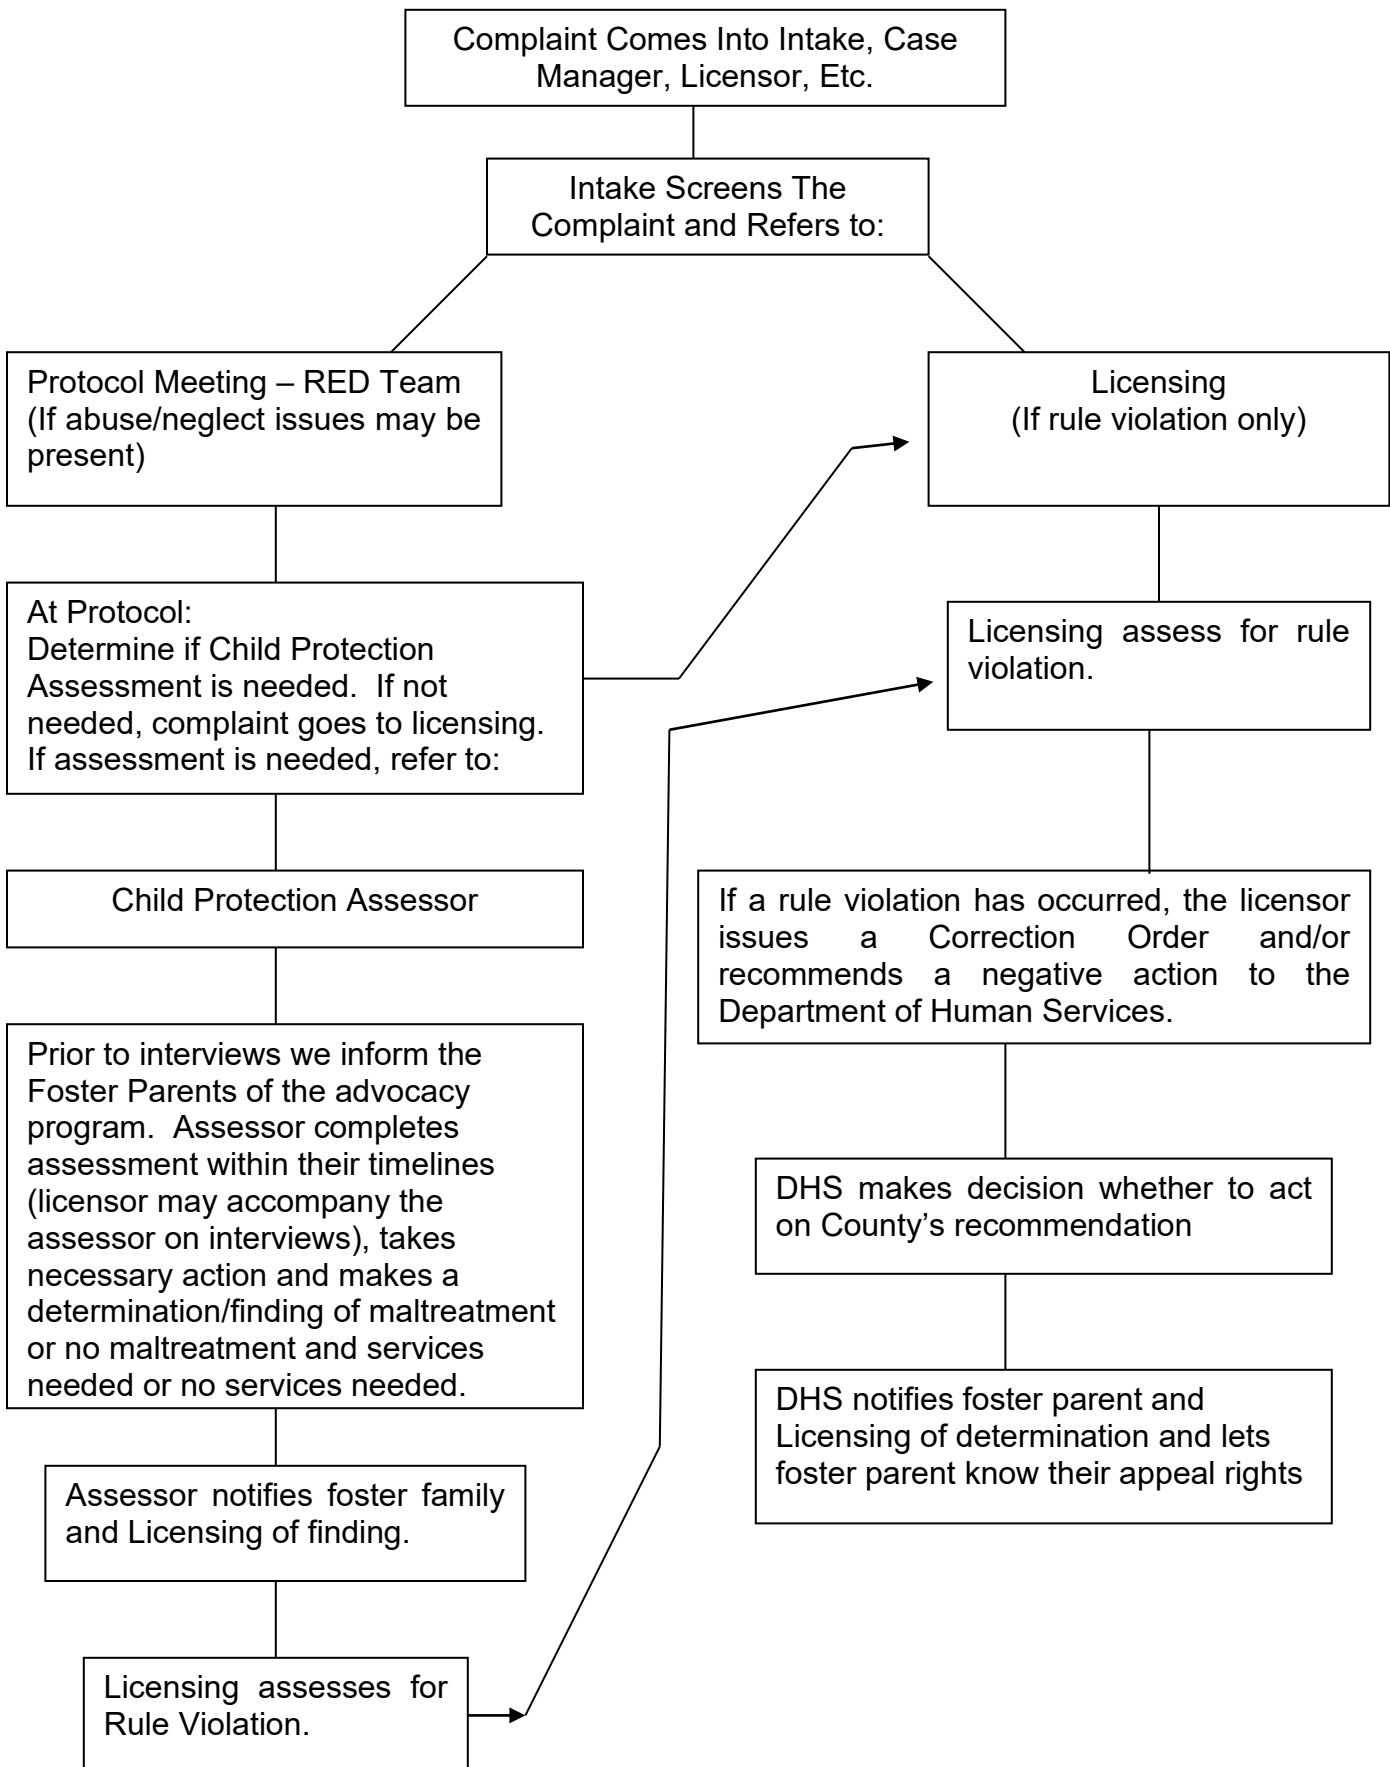 Complaint Comes Into Intake, Case
Manager, Licensor, Etc.
Intake Screens The
Complaint and Refers to:
Protocol Meeting – RED Team
(If abuse/neglect issues may be
present)
Licensing
(If rule violation only)
At Protocol:
Determine if Child Protection
Assessment is needed.  If not
needed, complaint goes to licensing.
If assessment is needed, refer to:
Licensing assess for rule
violation.
Child Protection Assessor
If a rule violation has occurred, the licensor
issues a Correction Order and/or
recommends a negative action to the
Department of Human Services.
Prior to interviews we inform the
Foster Parents of the advocacy
program.  Assessor completes
assessment within their timelines
(licensor may accompany the
assessor on interviews), takes
necessary action and makes a
determination/finding of maltreatment
or no maltreatment and services
needed or no services needed.
DHS makes decision whether to act
on County’s recommendation
DHS notifies foster parent and
Licensing of determination and lets
foster parent know their appeal rights
Assessor notifies foster family
and Licensing of finding.
Licensing assesses for
Rule Violation.